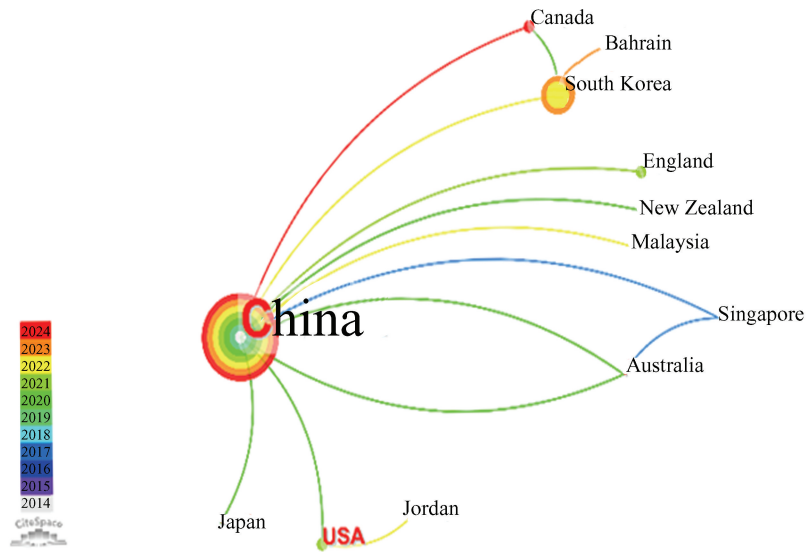 Canada
Bahrain
South Korea
England
New Zealand
Malaysia
Singapore
China
Australia
2024
2023
2022
2021
2020
2019
2018
2017
2016
2015
2014
Japan
USA
Jordan
CiteSpace